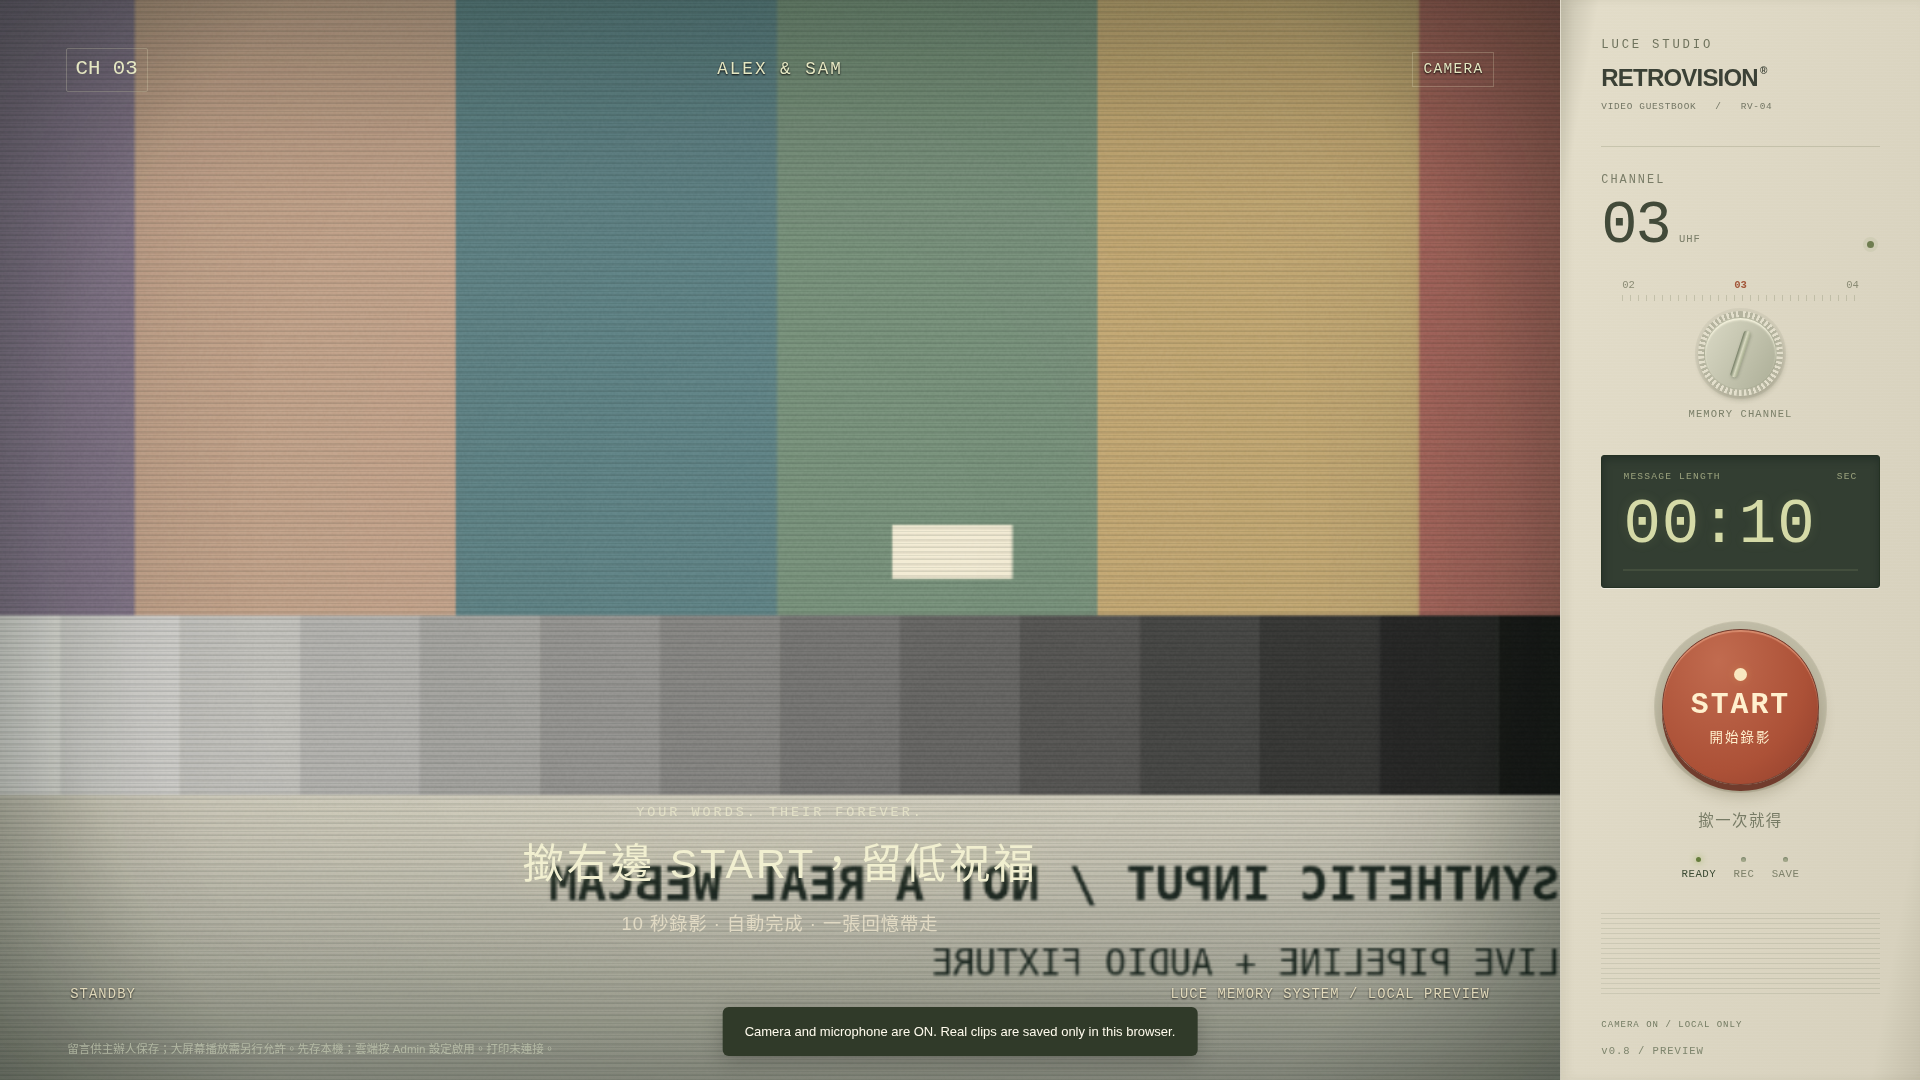 CH 03
ALEX & SAM
CAMERA
YOUR WORDS. THEIR FOREVER.
撳右邊 START，留低祝福
SYNTHETIC INPUT / NOT A REAL WEBCAM
10 秒錄影 · 自動完成 · 一張回憶帶走
LIVE PIPELINE + AUDIO FIXTURE
STANDBY
LUCE MEMORY SYSTEM / LOCAL PREVIEW
Camera and microphone are ON. Real clips are saved only in this browser.
留言供主辦人保存；大屏幕播放需另行允許。先存本機；雲端按 Admin 設定啟用。打印未連接。
LUCE STUDIO
RETROVISION®
VIDEO GUESTBOOK / RV-04
CHANNEL
03 UHF
02 03 04
MEMORY CHANNEL
MESSAGE LENGTH SEC
00:10
START
開始錄影
撳一次就得
READY REC SAVE
CAMERA ON / LOCAL ONLY
v0.8 / PREVIEW